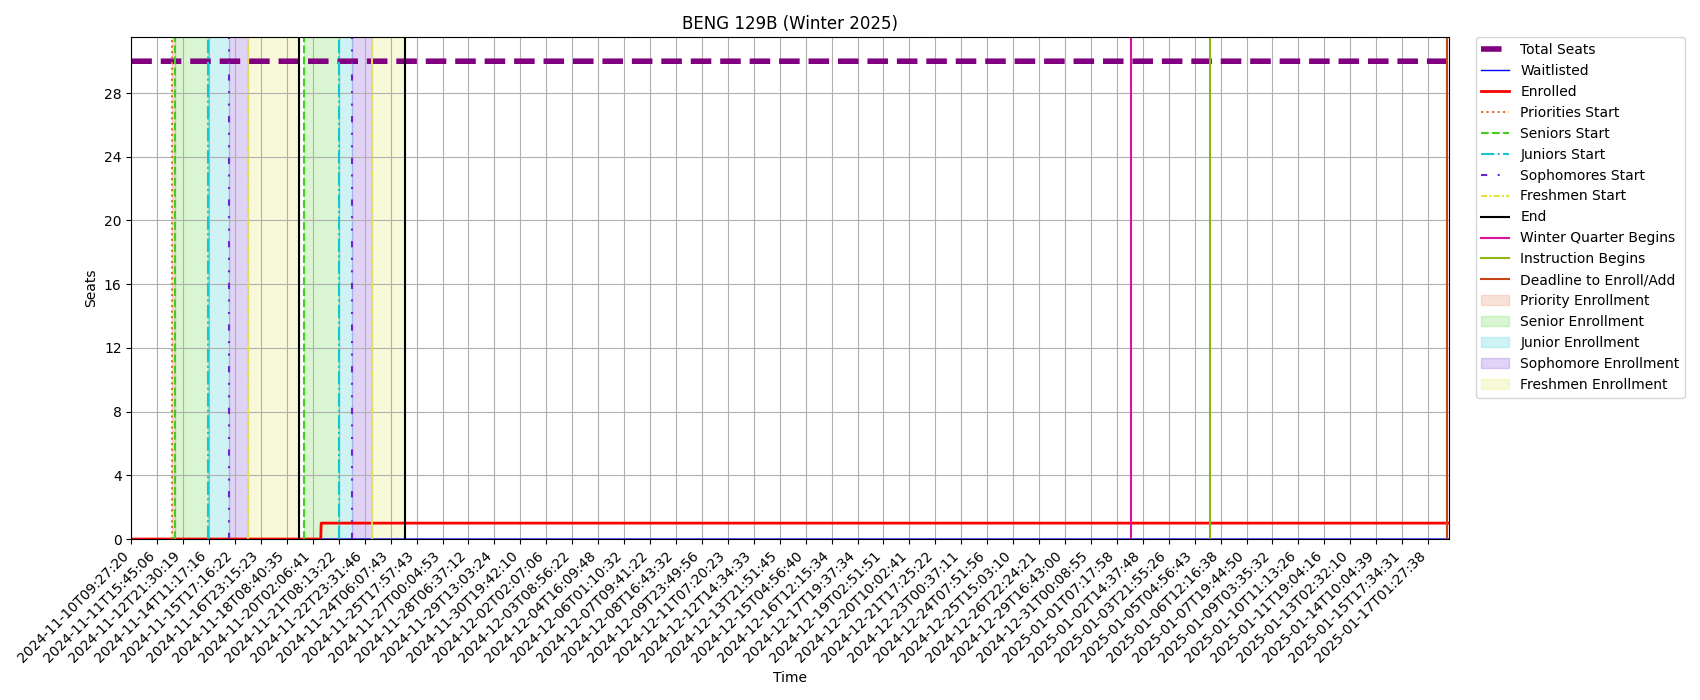 BENG 129B (Winter 2025)
Seats
28
24
20
16
12
8
4
0
2024-11-10T09:27:20
2024-11-11T15:45:06
2024-11-12T21:30:19
2024-11-14T11:17:16
2024-11-15T17:16:22
2024-11-16T23:15:23
2024-11-18T08:40:35
2024-11-20T02:06:41
2024-11-21T08:13:22
2024-11-22T23:31:46
2024-11-24T06:07:43
2024-11-25T17:57:43
2024-11-27T00:04:53
2024-11-28T06:37:12
2024-11-29T13:03:24
2024-11-30T19:42:10
2024-12-02T02:07:06
2024-12-03T08:56:22
2024-12-04T16:09:48
2024-12-06T01:10:32
2024-12-07T09:41:22
2024-12-08T16:43:32
2024-12-09T23:49:56
2024-12-11T07:20:23
2024-12-12T14:34:33
2024-12-13T21:51:45
2024-12-15T04:56:40
2024-12-16T12:15:34
2024-12-17T19:37:34
2024-12-19T02:51:51
2024-12-20T10:02:41
2024-12-21T17:25:22
2024-12-23T00:37:11
2024-12-24T07:51:56
2024-12-25T15:03:10
2024-12-26T22:24:21
2024-12-29T16:43:00
2024-12-31T00:08:55
2025-01-01T07:17:58
2025-01-02T14:37:48
2025-01-03T21:55:26
2025-01-05T04:56:43
2025-01-06T12:16:38
2025-01-07T19:44:50
2025-01-09T03:35:32
2025-01-10T11:13:26
2025-01-11T19:04:16
2025-01-13T02:32:10
2025-01-14T10:04:39
2025-01-15T17:34:31
2025-01-17T01:27:38
Time
Total Seats
Waitlisted
Enrolled
Priorities Start
Seniors Start
Juniors Start
Sophomores Start
Freshmen Start
End
Winter Quarter Begins
Instruction Begins
Deadline to Enroll/Add
Priority Enrollment
Senior Enrollment
Junior Enrollment
Sophomore Enrollment
Freshmen Enrollment